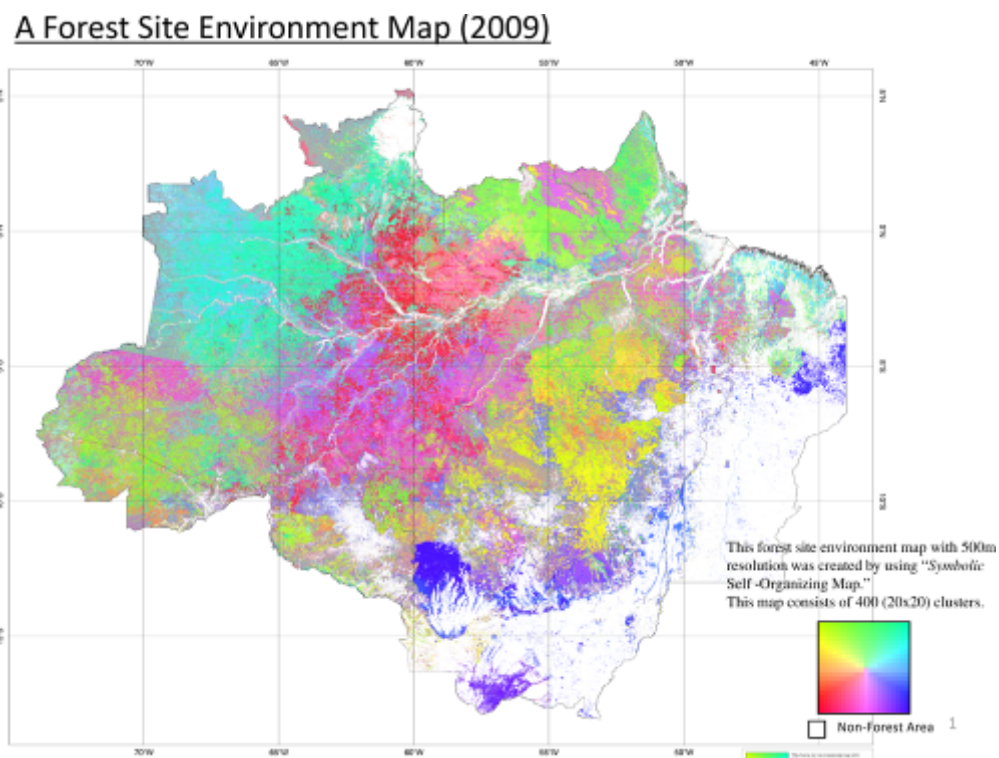 A Forest Site Environment Map (2009)
70°W 65°W 60°W 55°W 50°W 45°W
This forest site environment map with 500m
resolution was created by using “Symbolic
Self -Organizing Map.”
This map consists of 400 (20x20) clusters.
Non-Forest Area 1
70°W 65°W 60°W 55°W 50°W